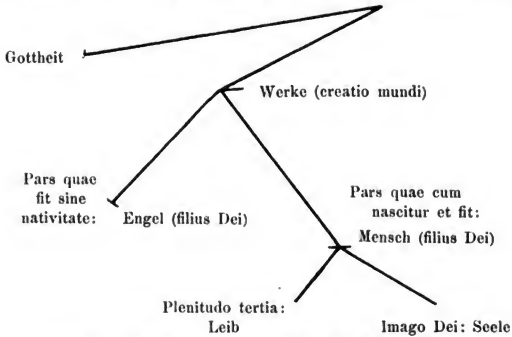 Gottheit
Werke (creatio mundi)
Pars quae
fit sine
nativitate:
Engel (filius Dei)
Pars quae cum
nascitur et fit:
Mensch (filius Dei)
Plenitudo tertia:
Leib
Imago Dei: Seele